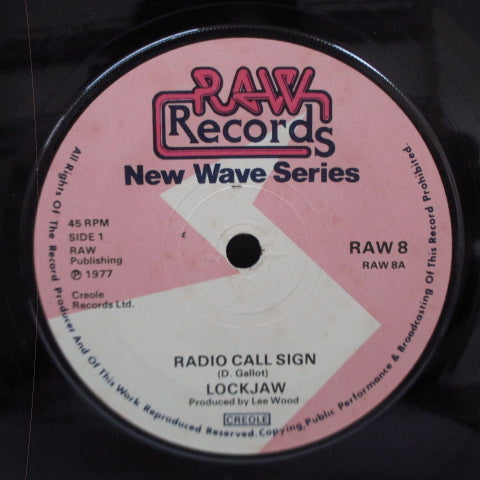 RAW
Records
New Wave Series
45 RPM
SIDE 1
RAW
Publishing
℗ 1977
Creole
Records Ltd.
RAW 8
RAW 8A
RADIO CALL SIGN
(D. Gallot)
LOCKJAW
Produced by Lee Wood
CREOLE
All Rights Of The Record Producer And Of This Work Reproduced Reserved. Copying, Public Performance & Broadcasting Of This Record Prohibited.